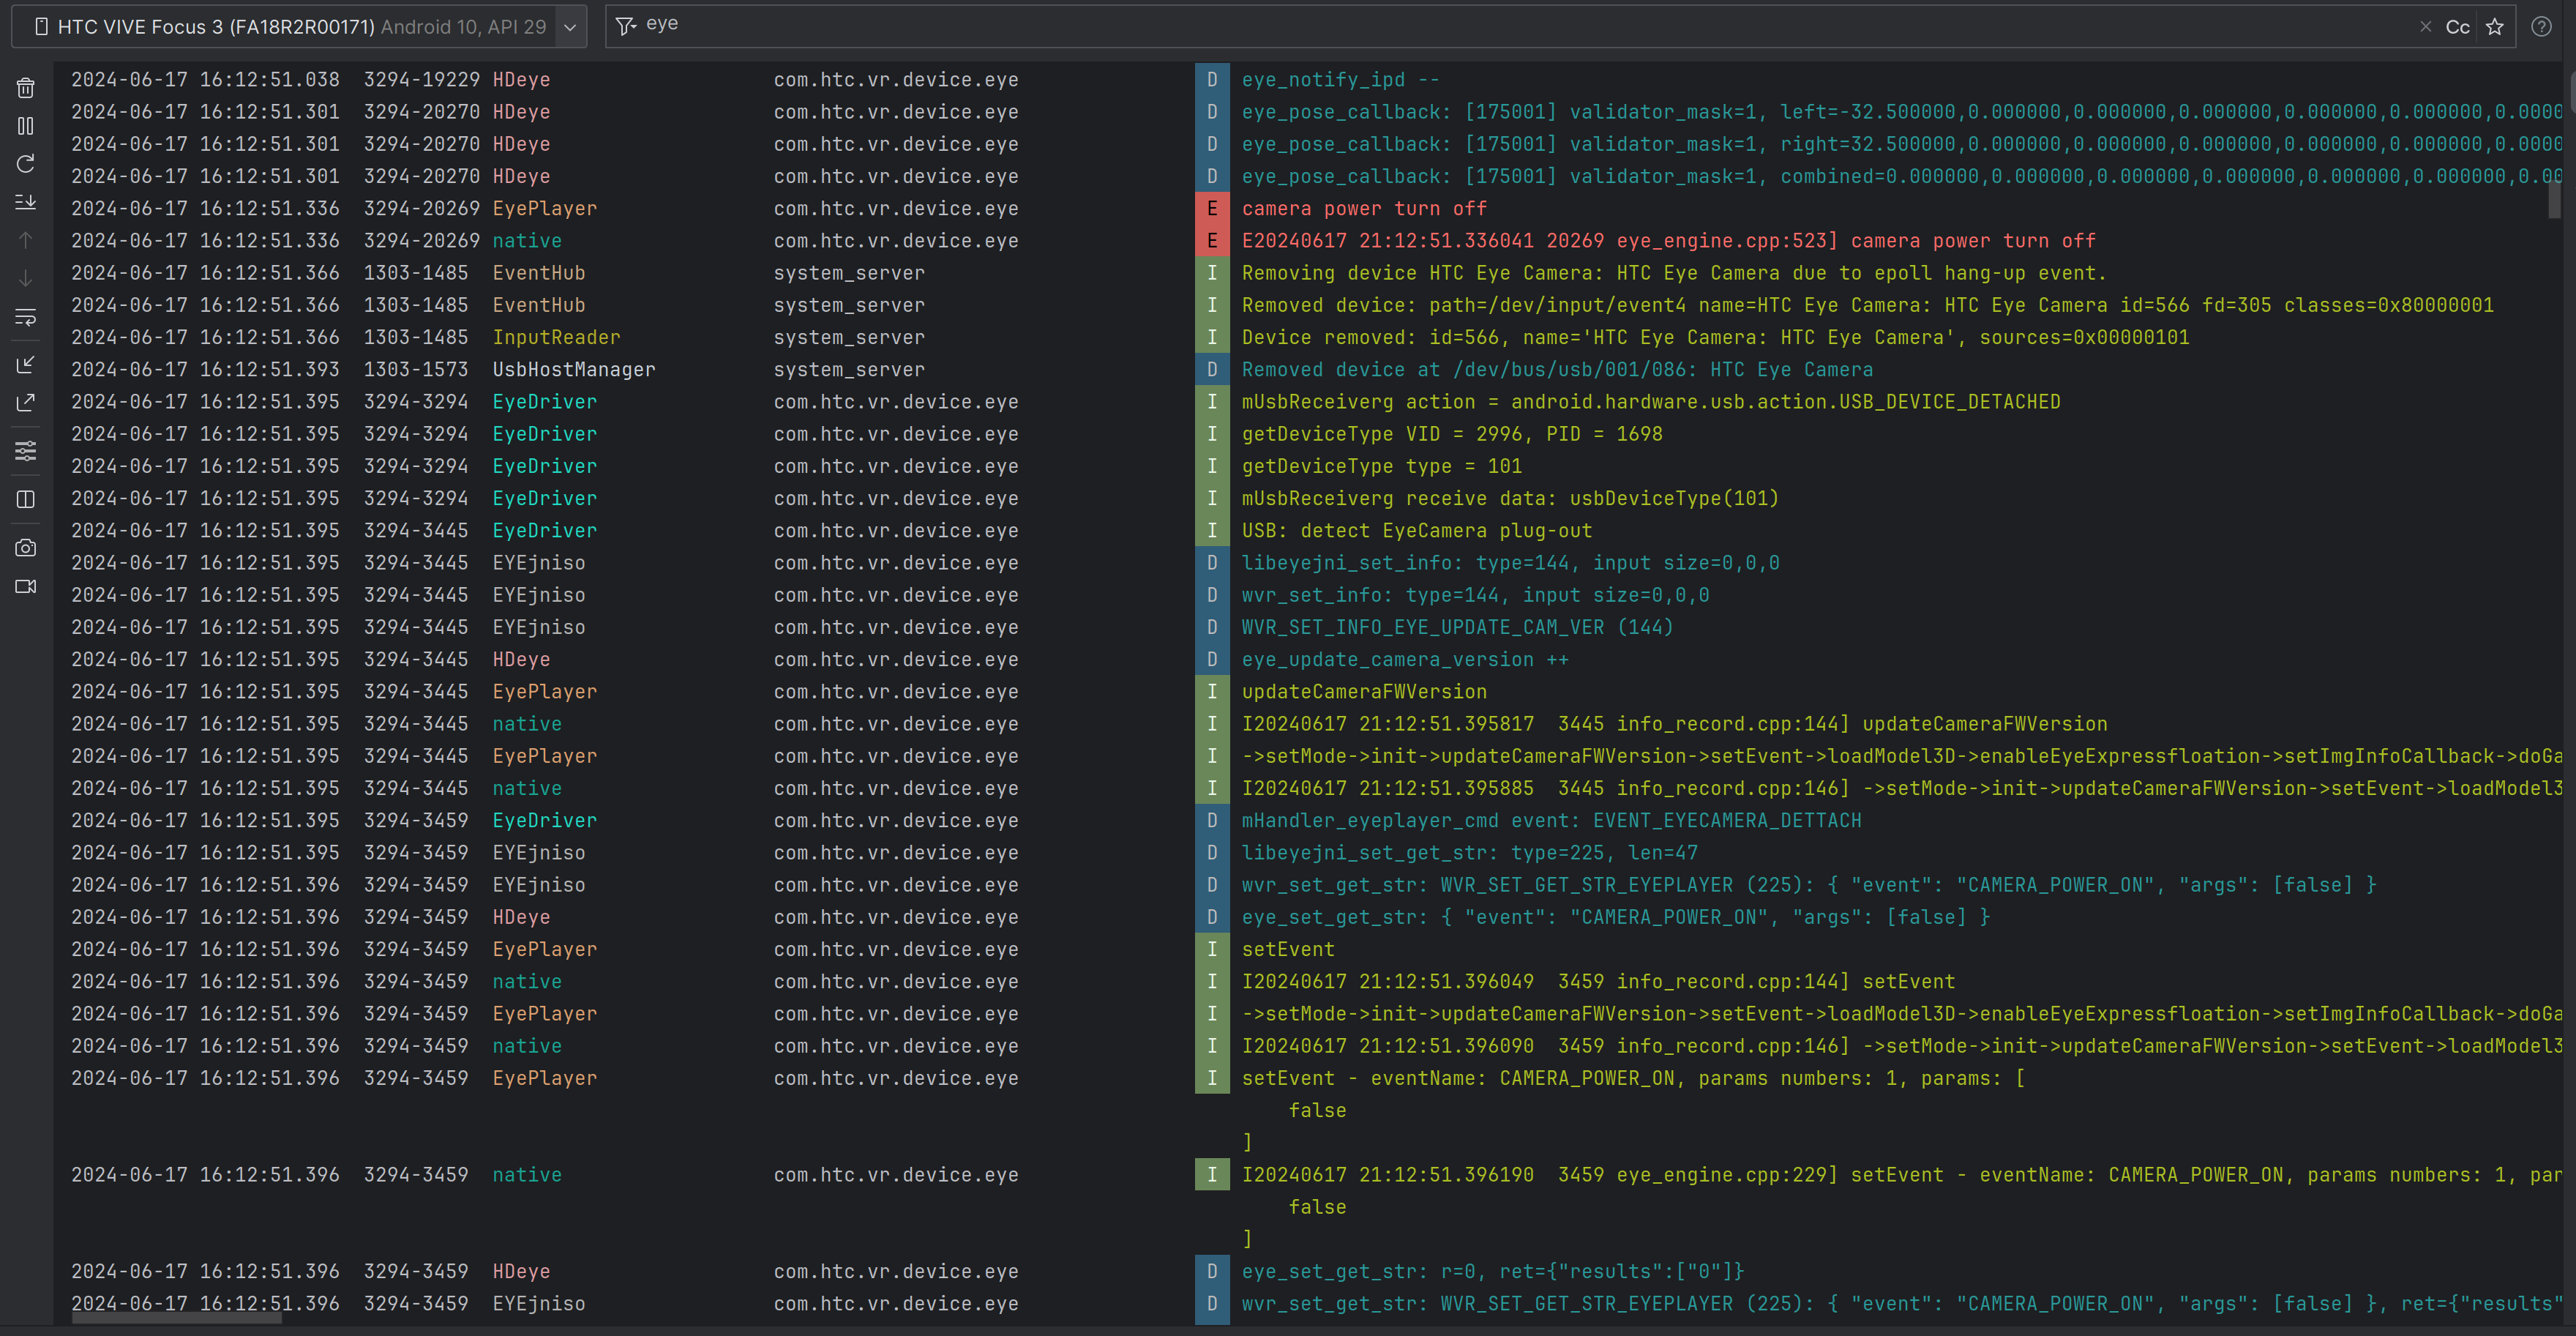 HTC VIVE Focus 3 (FA18R2R00171) Android 10, API 29 eye Cc
2024-06-17 16:12:51.038 3294-19229 HDeye com.htc.vr.device.eye D eye_notify_ipd --
2024-06-17 16:12:51.301 3294-20270 HDeye com.htc.vr.device.eye D eye_pose_callback: [175001] validator_mask=1, left=-32.500000,0.000000,0.000000,0.000000,0.000000,0.000000,0.0000
2024-06-17 16:12:51.301 3294-20270 HDeye com.htc.vr.device.eye D eye_pose_callback: [175001] validator_mask=1, right=32.500000,0.000000,0.000000,0.000000,0.000000,0.000000,0.0000
2024-06-17 16:12:51.301 3294-20270 HDeye com.htc.vr.device.eye D eye_pose_callback: [175001] validator_mask=1, combined=0.000000,0.000000,0.000000,0.000000,0.000000,0.000000,0.00
2024-06-17 16:12:51.336 3294-20269 EyePlayer com.htc.vr.device.eye E camera power turn off
2024-06-17 16:12:51.336 3294-20269 native com.htc.vr.device.eye E E20240617 21:12:51.336041 20269 eye_engine.cpp:523] camera power turn off
2024-06-17 16:12:51.366 1303-1485 EventHub system_server I Removing device HTC Eye Camera: HTC Eye Camera due to epoll hang-up event.
2024-06-17 16:12:51.366 1303-1485 EventHub system_server I Removed device: path=/dev/input/event4 name=HTC Eye Camera: HTC Eye Camera id=566 fd=305 classes=0x80000001
2024-06-17 16:12:51.366 1303-1485 InputReader system_server I Device removed: id=566, name='HTC Eye Camera: HTC Eye Camera', sources=0x00000101
2024-06-17 16:12:51.393 1303-1573 UsbHostManager system_server D Removed device at /dev/bus/usb/001/086: HTC Eye Camera
2024-06-17 16:12:51.395 3294-3294 EyeDriver com.htc.vr.device.eye I mUsbReceiverg action = android.hardware.usb.action.USB_DEVICE_DETACHED
2024-06-17 16:12:51.395 3294-3294 EyeDriver com.htc.vr.device.eye I getDeviceType VID = 2996, PID = 1698
2024-06-17 16:12:51.395 3294-3294 EyeDriver com.htc.vr.device.eye I getDeviceType type = 101
2024-06-17 16:12:51.395 3294-3294 EyeDriver com.htc.vr.device.eye I mUsbReceiverg receive data: usbDeviceType(101)
2024-06-17 16:12:51.395 3294-3445 EyeDriver com.htc.vr.device.eye I USB: detect EyeCamera plug-out
2024-06-17 16:12:51.395 3294-3445 EYEjniso com.htc.vr.device.eye D libeyejni_set_info: type=144, input size=0,0,0
2024-06-17 16:12:51.395 3294-3445 EYEjniso com.htc.vr.device.eye D wvr_set_info: type=144, input size=0,0,0
2024-06-17 16:12:51.395 3294-3445 EYEjniso com.htc.vr.device.eye D WVR_SET_INFO_EYE_UPDATE_CAM_VER (144)
2024-06-17 16:12:51.395 3294-3445 HDeye com.htc.vr.device.eye D eye_update_camera_version ++
2024-06-17 16:12:51.395 3294-3445 EyePlayer com.htc.vr.device.eye I updateCameraFWVersion
2024-06-17 16:12:51.395 3294-3445 native com.htc.vr.device.eye I I20240617 21:12:51.395817 3445 info_record.cpp:144] updateCameraFWVersion
2024-06-17 16:12:51.395 3294-3445 EyePlayer com.htc.vr.device.eye I ->setMode->init->updateCameraFWVersion->setEvent->loadModel3D->enableEyeExpressfloation->setImgInfoCallback->doGa
2024-06-17 16:12:51.395 3294-3445 native com.htc.vr.device.eye I I20240617 21:12:51.395885 3445 info_record.cpp:146] ->setMode->init->updateCameraFWVersion->setEvent->loadModel3
2024-06-17 16:12:51.395 3294-3459 EyeDriver com.htc.vr.device.eye D mHandler_eyeplayer_cmd event: EVENT_EYECAMERA_DETTACH
2024-06-17 16:12:51.395 3294-3459 EYEjniso com.htc.vr.device.eye D libeyejni_set_get_str: type=225, len=47
2024-06-17 16:12:51.396 3294-3459 EYEjniso com.htc.vr.device.eye D wvr_set_get_str: WVR_SET_GET_STR_EYEPLAYER (225): { "event": "CAMERA_POWER_ON", "args": [false] }
2024-06-17 16:12:51.396 3294-3459 HDeye com.htc.vr.device.eye D eye_set_get_str: { "event": "CAMERA_POWER_ON", "args": [false] }
2024-06-17 16:12:51.396 3294-3459 EyePlayer com.htc.vr.device.eye I setEvent
2024-06-17 16:12:51.396 3294-3459 native com.htc.vr.device.eye I I20240617 21:12:51.396049 3459 info_record.cpp:144] setEvent
2024-06-17 16:12:51.396 3294-3459 EyePlayer com.htc.vr.device.eye I ->setMode->init->updateCameraFWVersion->setEvent->loadModel3D->enableEyeExpressfloation->setImgInfoCallback->doGa
2024-06-17 16:12:51.396 3294-3459 native com.htc.vr.device.eye I I20240617 21:12:51.396090 3459 info_record.cpp:146] ->setMode->init->updateCameraFWVersion->setEvent->loadModel3
2024-06-17 16:12:51.396 3294-3459 EyePlayer com.htc.vr.device.eye I setEvent - eventName: CAMERA_POWER_ON, params numbers: 1, params: [
false
]
2024-06-17 16:12:51.396 3294-3459 native com.htc.vr.device.eye I I20240617 21:12:51.396190 3459 eye_engine.cpp:229] setEvent - eventName: CAMERA_POWER_ON, params numbers: 1, par
false
]
2024-06-17 16:12:51.396 3294-3459 HDeye com.htc.vr.device.eye D eye_set_get_str: r=0, ret={"results":["0"]}
2024-06-17 16:12:51.396 3294-3459 EYEjniso com.htc.vr.device.eye D wvr_set_get_str: WVR_SET_GET_STR_EYEPLAYER (225): { "event": "CAMERA_POWER_ON", "args": [false] }, ret={"results"